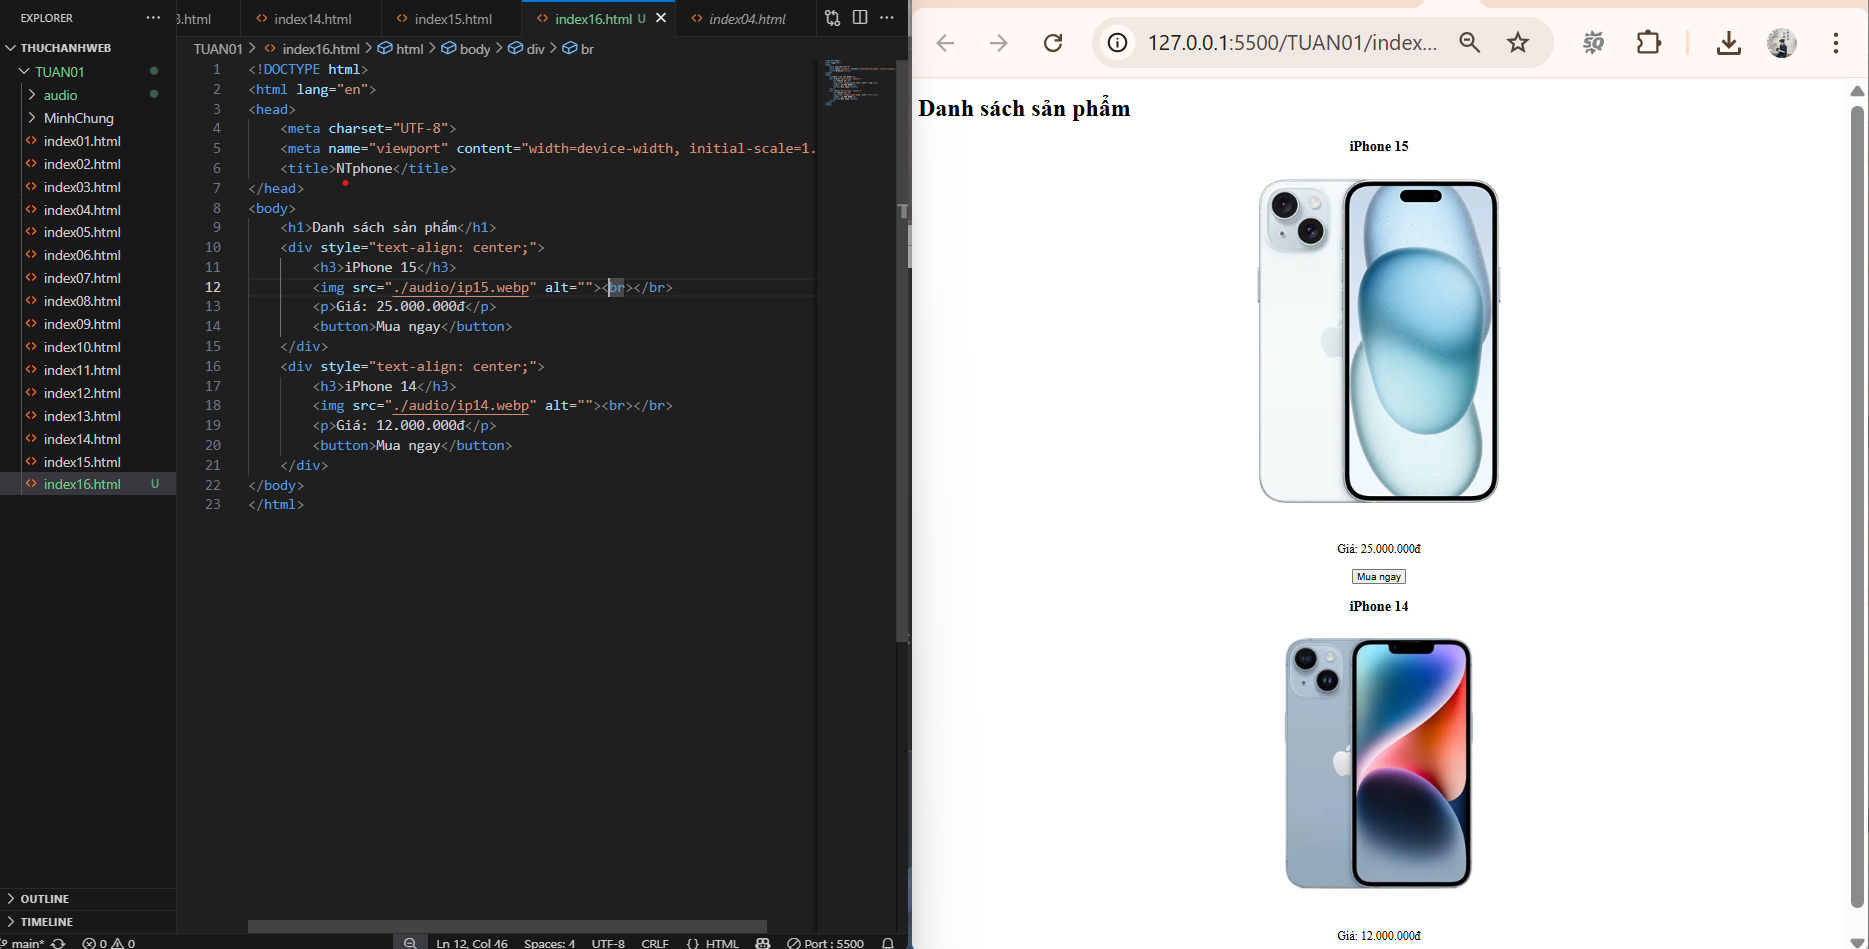 EXPLORER
THUCHANHWEB
TUAN01
audio
MinhChung
index01.html
index02.html
index03.html
index04.html
index05.html
index06.html
index07.html
index08.html
index09.html
index10.html
index11.html
index12.html
index13.html
index14.html
index15.html
index16.html U
OUTLINE
TIMELINE
3.html index14.html index15.html index16.html U index04.html
TUAN01 > index16.html > html > body > div > br
1 <!DOCTYPE html>
2 <html lang="en">
3 <head>
4 <meta charset="UTF-8">
5 <meta name="viewport" content="width=device-width, initial-scale=1.
6 <title>NTphone</title>
7 </head>
8 <body>
9 <h1>Danh sách sản phẩm</h1>
10 <div style="text-align: center;">
11 <h3>iPhone 15</h3>
12 <img src="./audio/ip15.webp" alt=""><br></br>
13 <p>Giá: 25.000.000đ</p>
14 <button>Mua ngay</button>
15 </div>
16 <div style="text-align: center;">
17 <h3>iPhone 14</h3>
18 <img src="./audio/ip14.webp" alt=""><br></br>
19 <p>Giá: 12.000.000đ</p>
20 <button>Mua ngay</button>
21 </div>
22 </body>
23 </html>
main* 0 0 Ln 12, Col 46 Spaces: 4 UTF-8 CRLF {} HTML Port : 5500
127.0.0.1:5500/TUAN01/index...
Danh sách sản phẩm
iPhone 15
Giá: 25.000.000đ
Mua ngay
iPhone 14
Giá: 12.000.000đ